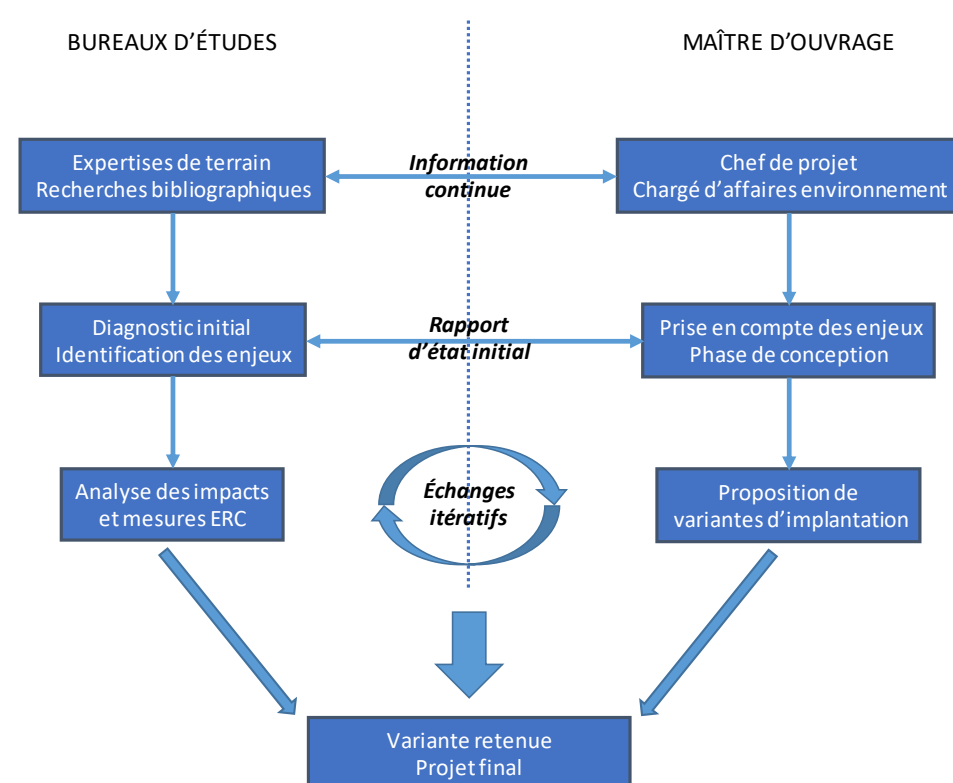 BUREAUX D'ÉTUDES
MAÎTRE D'OUVRAGE
Expertises de terrain
Recherches bibliographiques
Information
continue
Chef de projet
Chargé d'affaires environnement
Diagnostic initial
Identification des enjeux
Rapport
d'état initial
Prise en compte des enjeux
Phase de conception
Analyse des impacts
et mesures ERC
Échanges
itératifs
Proposition de
variantes d'implantation
Variante retenue
Projet final